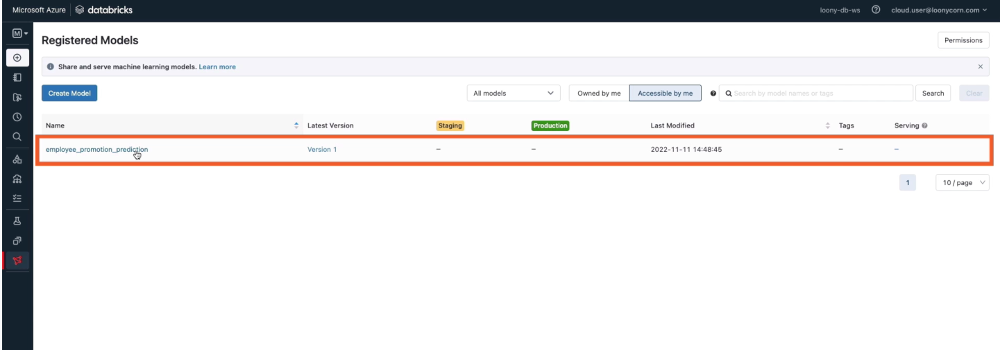 Microsoft Azure databricks loony-db-ws cloud.user@loonycorn.com
M
Registered Models Permissions
Share and serve machine learning models. Learn more
Create Model All models Owned by me Accessible by me Search by model names or tags Search Clear
Name Latest Version Staging Production Last Modified Tags Serving
employee_promotion_prediction Version 1 – – 2022-11-11 14:48:45 – –
1 10 / page